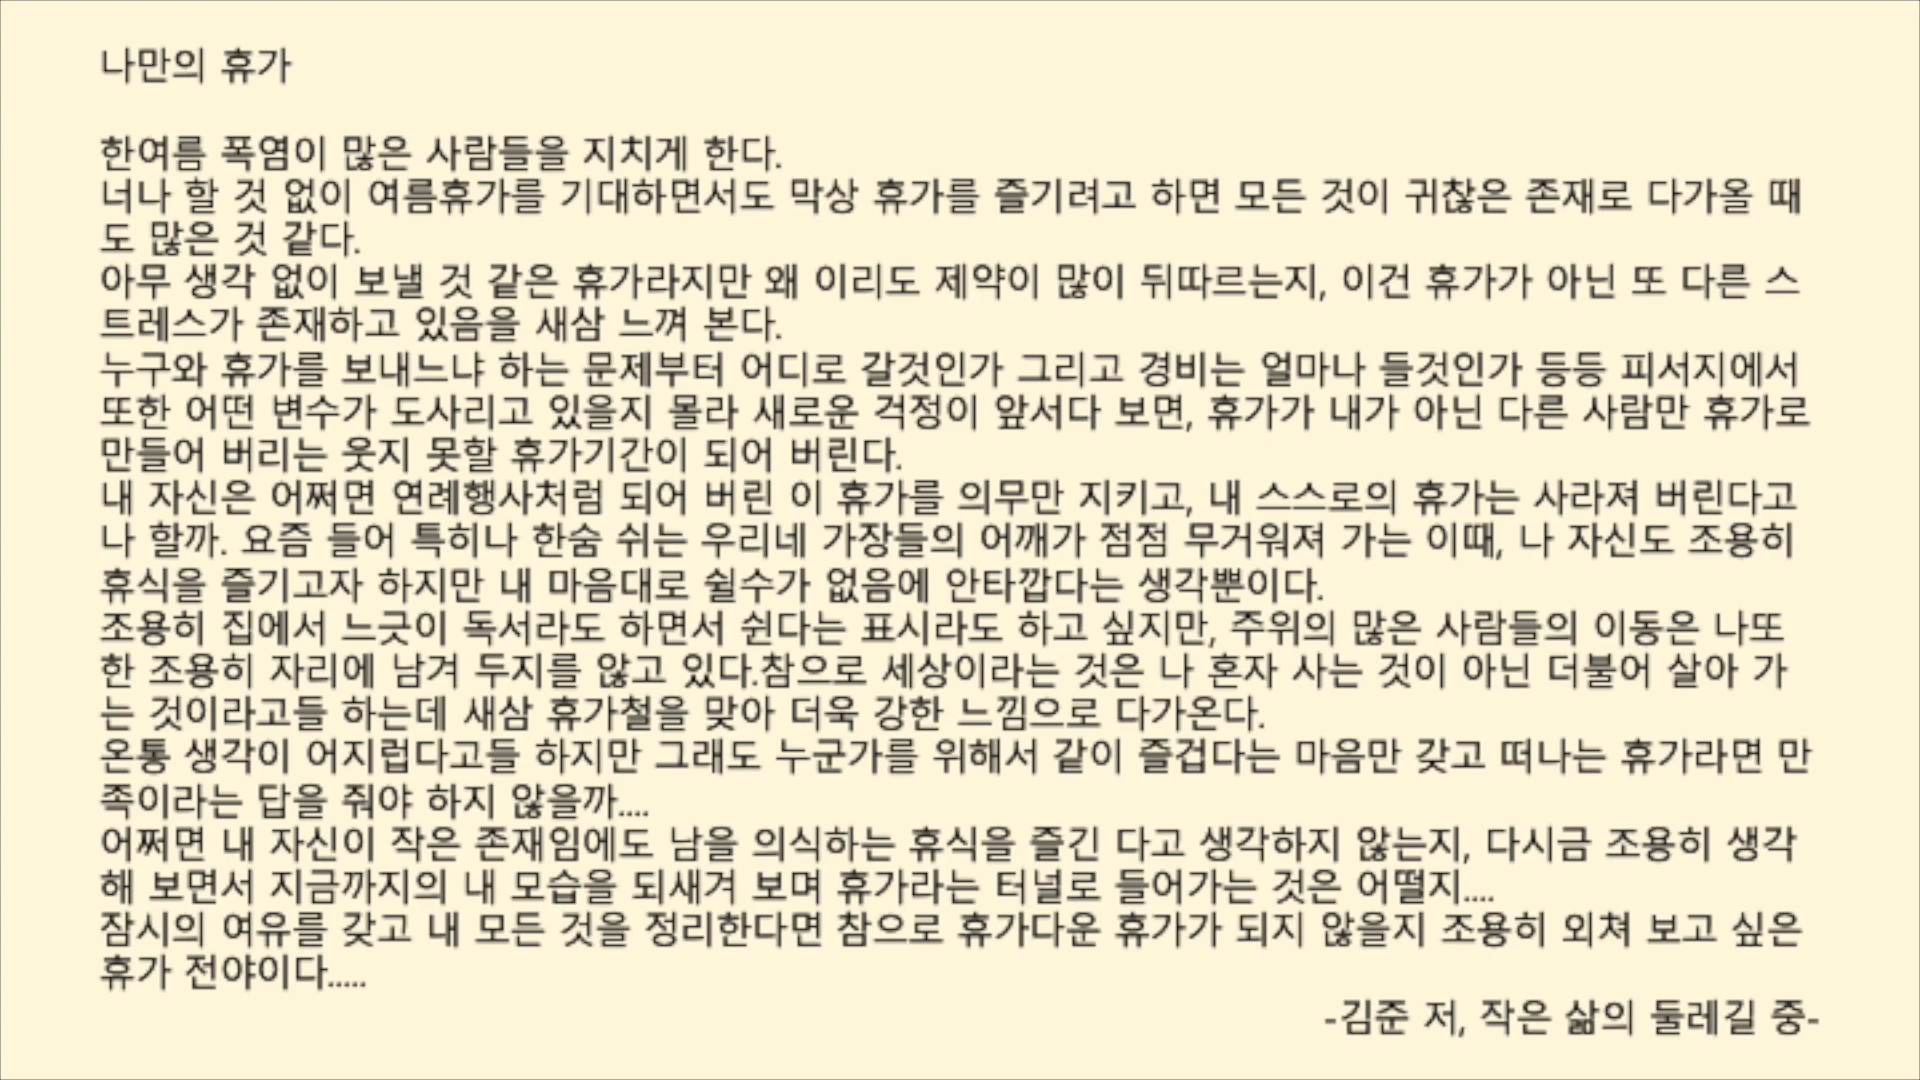 나만의 휴가
한여름 폭염이 많은 사람들을 지치게 한다.
너나 할 것 없이 여름휴가를 기대하면서도 막상 휴가를 즐기려고 하면 모든 것이 귀찮은 존재로 다가올 때
도 많은 것 같다.
아무 생각 없이 보낼 것 같은 휴가라지만 왜 이리도 제약이 많이 뒤따르는지, 이건 휴가가 아닌 또 다른 스
트레스가 존재하고 있음을 새삼 느껴 본다.
누구와 휴가를 보내느냐 하는 문제부터 어디로 갈것인가 그리고 경비는 얼마나 들것인가 등등 피서지에서
또한 어떤 변수가 도사리고 있을지 몰라 새로운 걱정이 앞서다 보면, 휴가가 내가 아닌 다른 사람만 휴가로
만들어 버리는 웃지 못할 휴가기간이 되어 버린다.
내 자신은 어쩌면 연례행사처럼 되어 버린 이 휴가를 의무만 지키고, 내 스스로의 휴가는 사라져 버린다고
나 할까. 요즘 들어 특히나 한숨 쉬는 우리네 가장들의 어깨가 점점 무거워져 가는 이때, 나 자신도 조용히
휴식을 즐기고자 하지만 내 마음대로 쉴수가 없음에 안타깝다는 생각뿐이다.
조용히 집에서 느긋이 독서라도 하면서 쉰다는 표시라도 하고 싶지만, 주위의 많은 사람들의 이동은 나또
한 조용히 자리에 남겨 두지를 않고 있다.참으로 세상이라는 것은 나 혼자 사는 것이 아닌 더불어 살아 가
는 것이라고들 하는데 새삼 휴가철을 맞아 더욱 강한 느낌으로 다가온다.
온통 생각이 어지럽다고들 하지만 그래도 누군가를 위해서 같이 즐겁다는 마음만 갖고 떠나는 휴가라면 만
족이라는 답을 줘야 하지 않을까....
어쩌면 내 자신이 작은 존재임에도 남을 의식하는 휴식을 즐긴 다고 생각하지 않는지, 다시금 조용히 생각
해 보면서 지금까지의 내 모습을 되새겨 보며 휴가라는 터널로 들어가는 것은 어떨지....
잠시의 여유를 갖고 내 모든 것을 정리한다면 참으로 휴가다운 휴가가 되지 않을지 조용히 외쳐 보고 싶은
휴가 전야이다.....
-김준 저, 작은 삶의 둘레길 중-